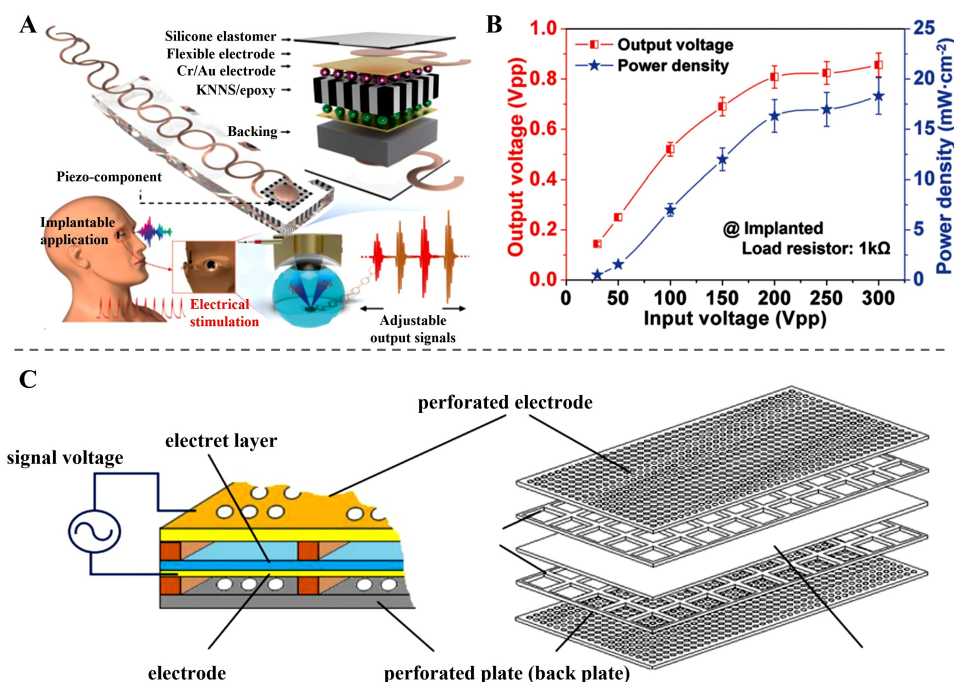 A
Silicone elastomer
Flexible electrode
Cr/Au electrode
KNNS/epoxy
Backing
Piezo-component
Implantable
application
Electrical
stimulation
Adjustable
output signals
B
Output voltage (Vpp)
1.0
0.8
0.6
0.4
0.2
0.0
Output voltage
Power density
@ Implanted
Load resistor: 1kΩ
50 100 150 200 250 300
Input voltage (Vpp)
25
20
15
10
5
0
Power density (mW·cm⁻²)
C
perforated electrode
electret layer
signal voltage
electrode
perforated plate (back plate)